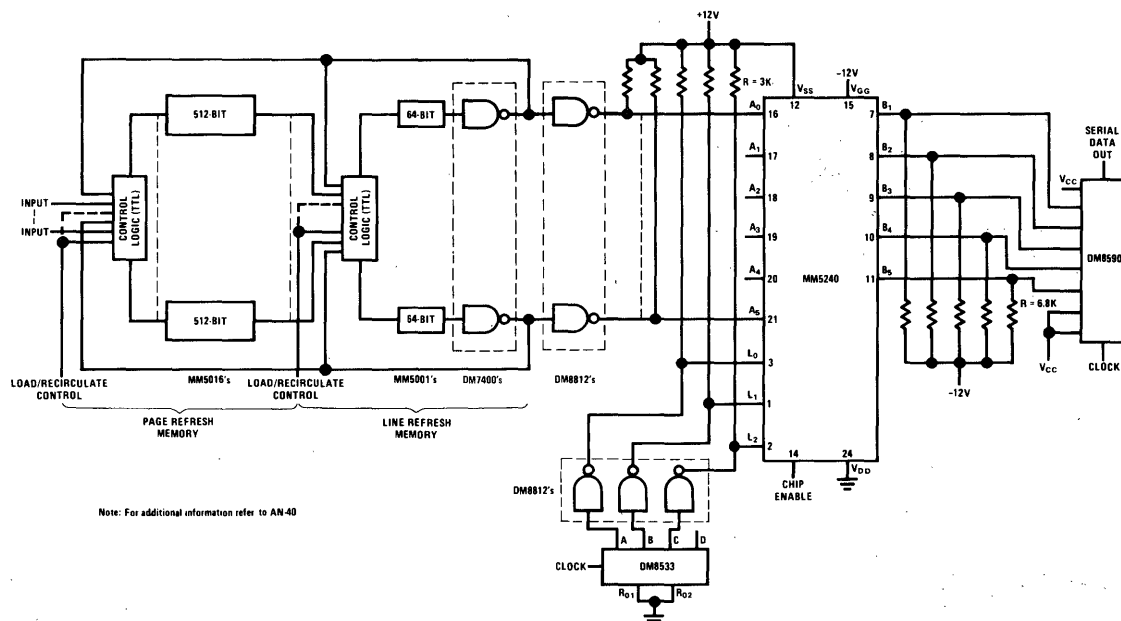 +12V
R = 3K
VSS
12
-12V
VGG
15
512-BIT
64-BIT
A0
16
B1
7
SERIAL
DATA
OUT
A1
17
B2
8
VCC
A2
18
B3
9
INPUT
INPUT
CONTROL
LOGIC (TTL)
CONTROL
LOGIC (TTL)
A3
19
B4
10
DM8590
A4
20
MM5240
B5
11
R = 6.8K
512-BIT
64-BIT
A5
21
LOAD/RECIRCULATE
CONTROL
MM5016's
LOAD/RECIRCULATE
CONTROL
MM5001's
DM7400's
DM8812's
L0
3
VCC
CLOCK
-12V
PAGE REFRESH
MEMORY
LINE REFRESH
MEMORY
L1
1
L2
2
14
24
VDD
CHIP
ENABLE
DM8812's
Note: For additional information refer to AN-40
A
B
C
D
CLOCK
DM8533
R01
R02